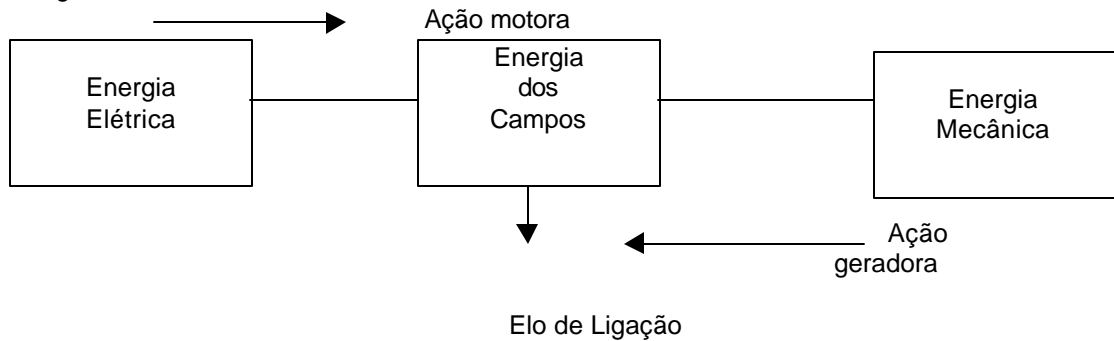 Ação motora
Energia
Elétrica
Energia
dos
Campos
Energia
Mecânica
Ação
geradora
Elo de Ligação